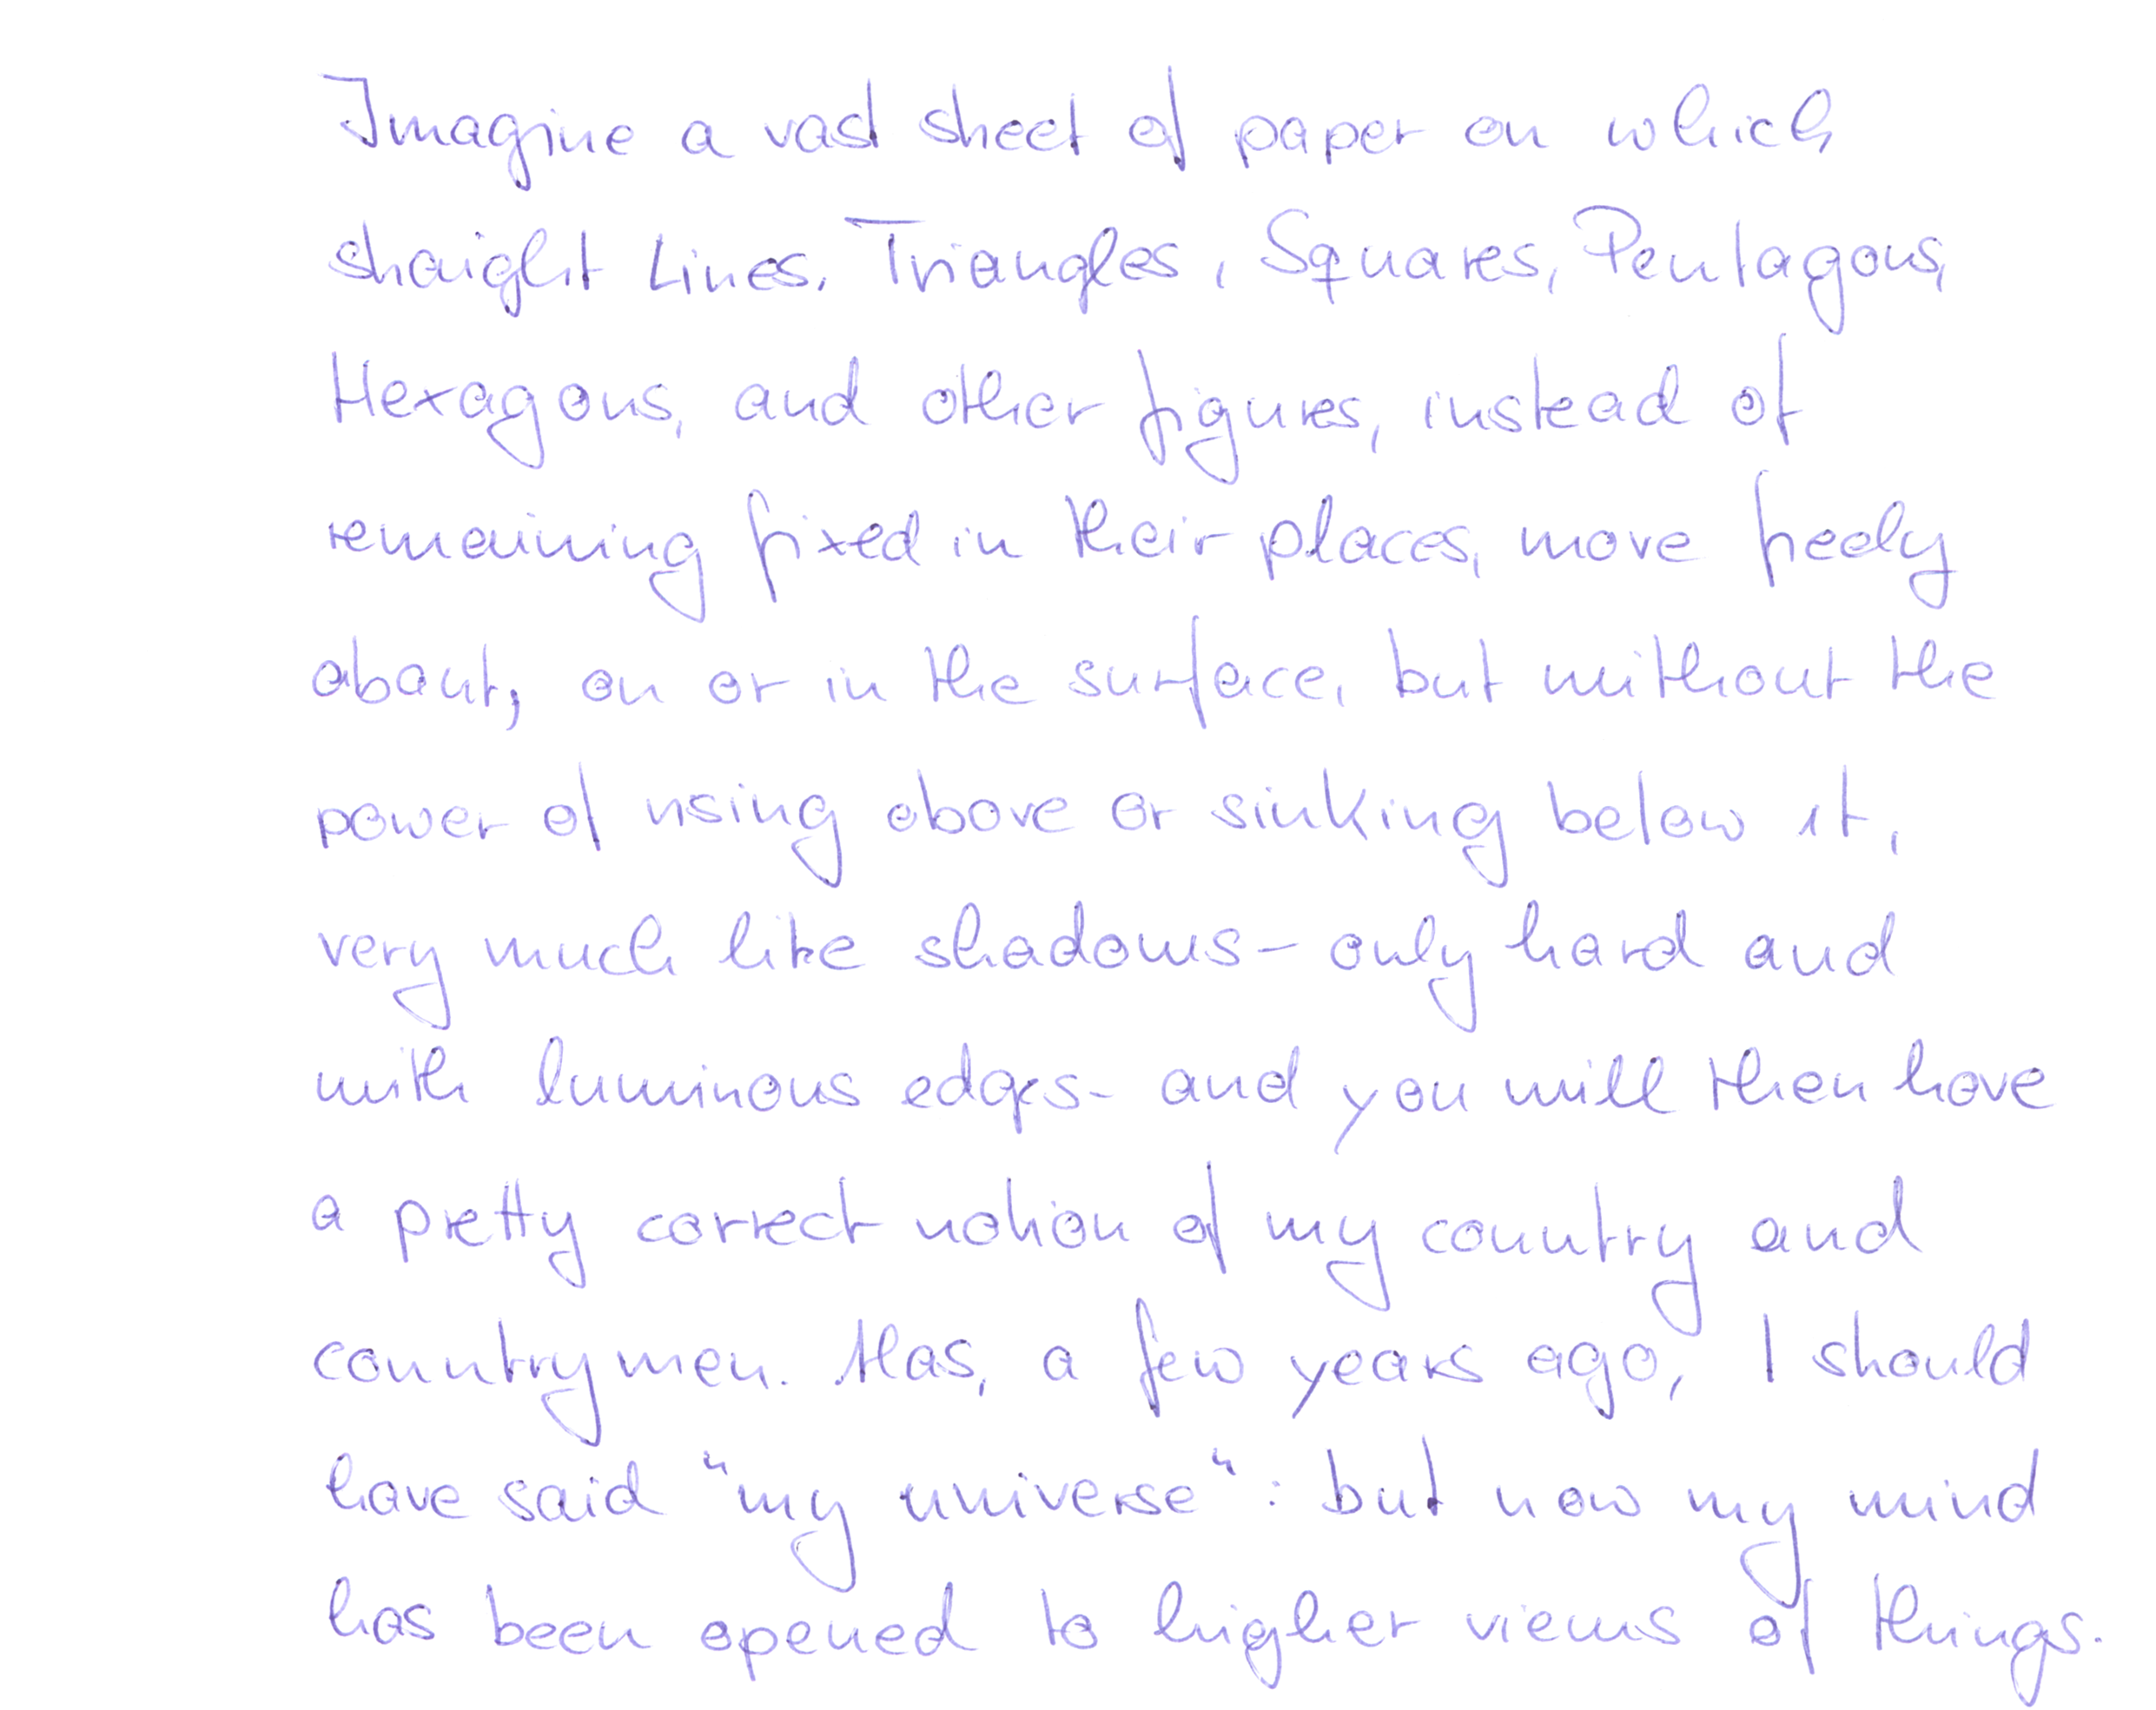 Imagine a vast sheet of paper on which
straight Lines, Triangles, Squares, Pentagons,
Hexagons, and other figures, instead of
remaining fixed in their places, move freely
about, on or in the surface, but without the
power of rising above or sinking below it,
very much like shadows - only hard and
with luminous edges - and you will then have
a pretty correct notion of my country and
countrymen. Alas, a few years ago, I should
have said "my universe": but now my mind
has been opened to higher views of things.